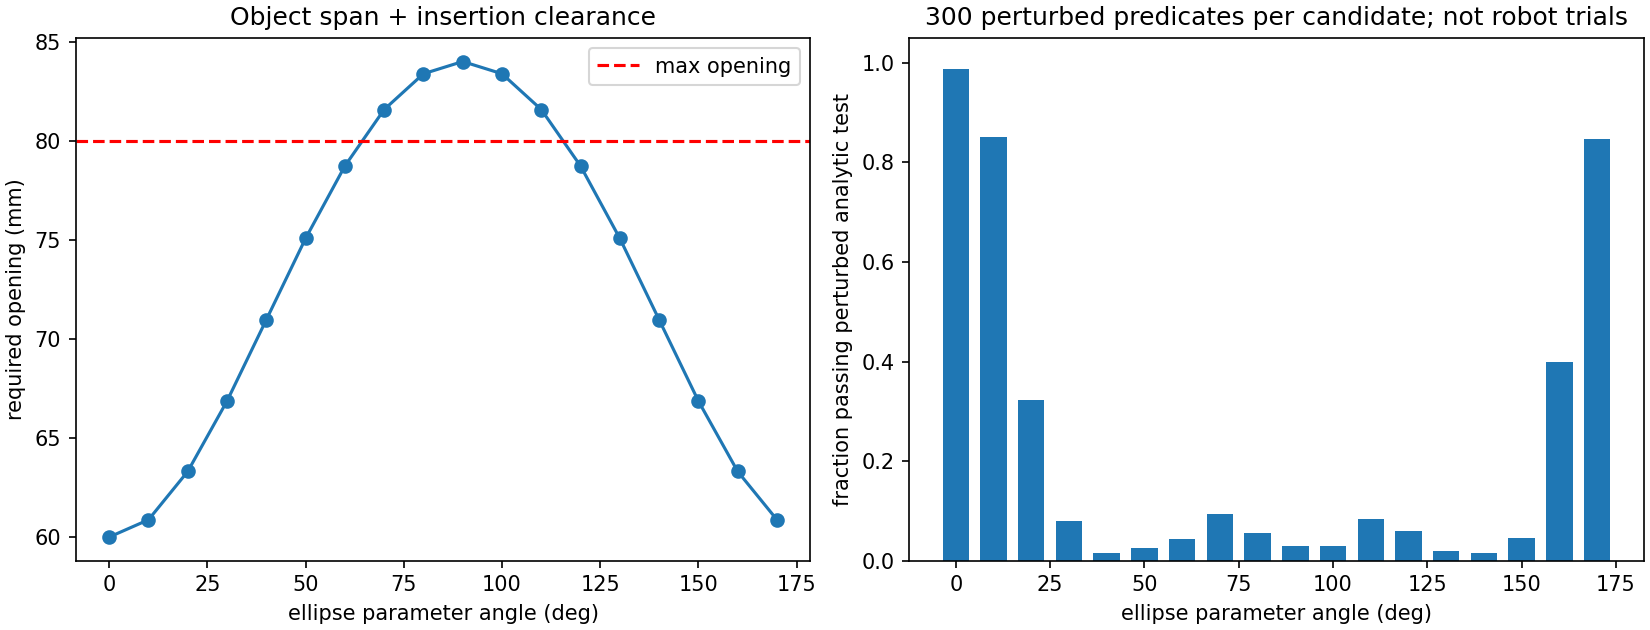 Object span + insertion clearance
85
80
75
70
65
60
required opening (mm)
max opening
0 25 50 75 100 125 150 175
ellipse parameter angle (deg)
300 perturbed predicates per candidate; not robot trials
1.0
0.8
0.6
0.4
0.2
0.0
fraction passing perturbed analytic test
0 25 50 75 100 125 150 175
ellipse parameter angle (deg)